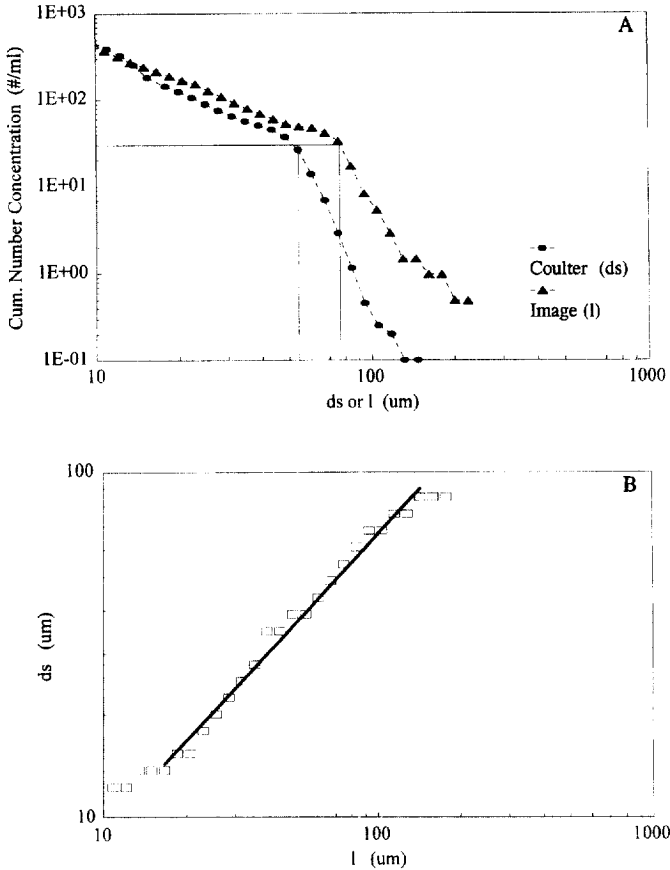 A
Cum. Number Concentration (#/ml)
1E+03
1E+02
1E+01
1E+00
1E-01
10
100
1000
ds or l (um)
Coulter (ds)
Image (l)
B
ds (um)
100
10
10
100
1000
l (um)